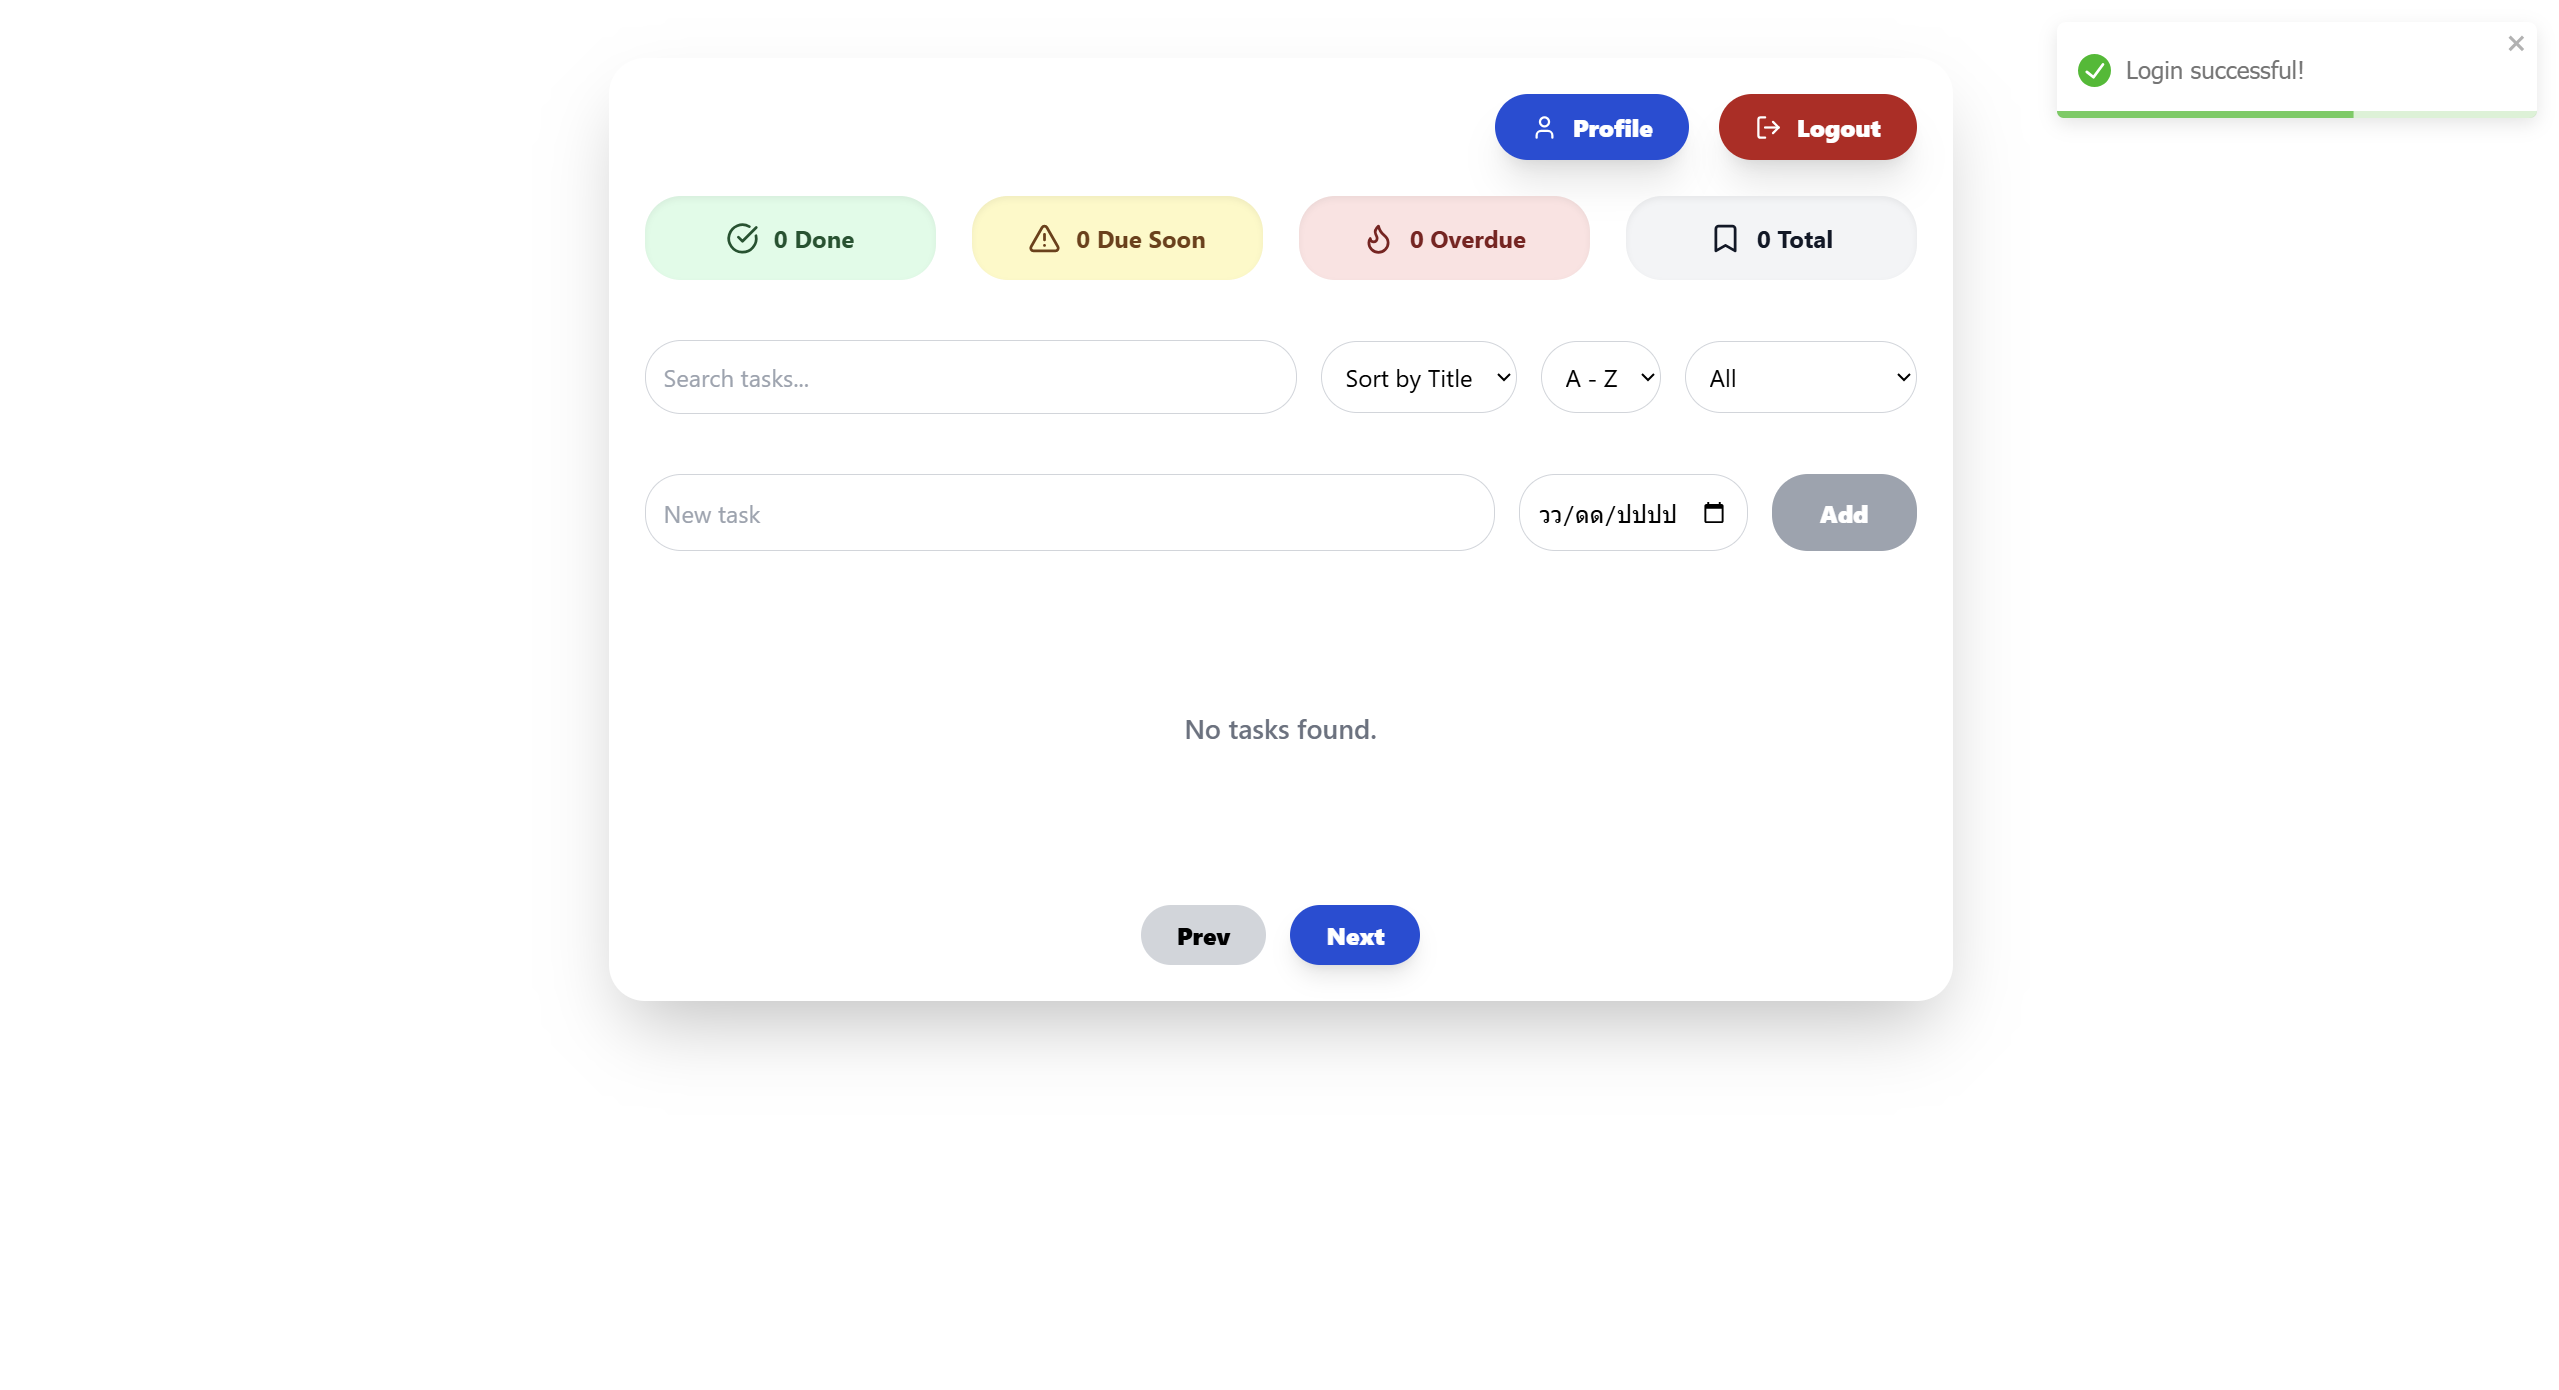 Login successful!
Profile
Logout
0 Done
0 Due Soon
0 Overdue
0 Total
Search tasks...
Sort by Title
A - Z
All
New task
วว/ดด/ปปปป
Add
No tasks found.
Prev
Next